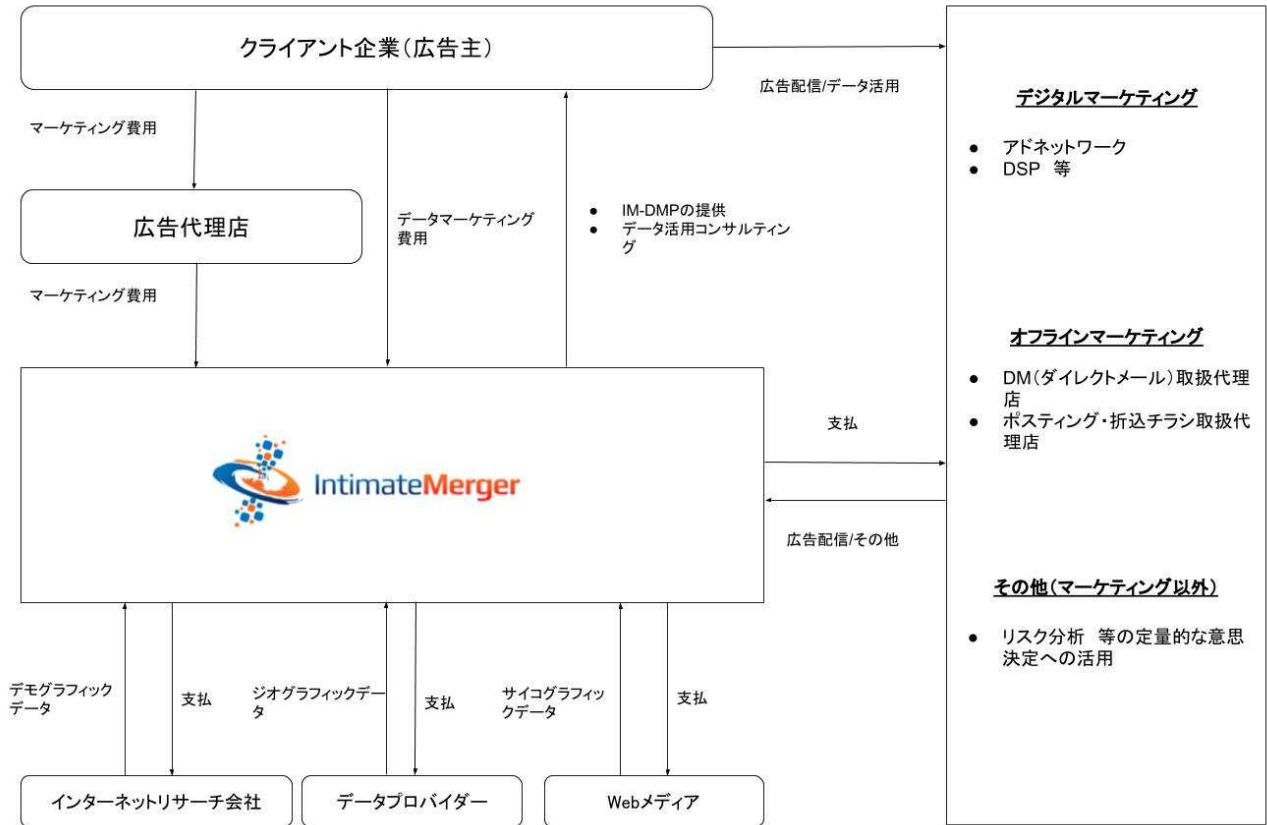 クライアント企業（広告主）
広告配信/データ活用
マーケティング費用
広告代理店
データマーケティング
費用
● IM-DMPの提供
● データ活用コンサルティン
グ
マーケティング費用
IntimateMerger
支払
広告配信/その他
デモグラフィック
データ
支払
ジオグラフィックデー
タ
支払
サイコグラフィッ
クデータ
支払
インターネットリサーチ会社
データプロバイダー
Webメディア
デジタルマーケティング
● アドネットワーク
● DSP 等
オフラインマーケティング
● DM（ダイレクトメール）取扱代理
店
● ポスティング・折込チラシ取扱代
理店
その他（マーケティング以外）
● リスク分析 等の定量的な意思
決定への活用